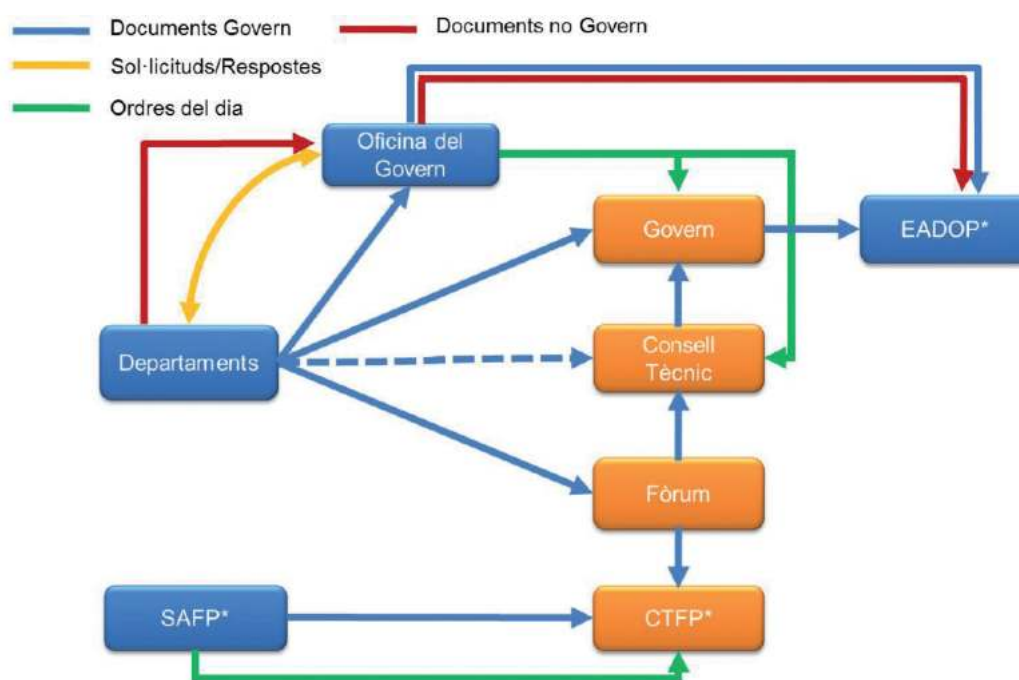 Documents Govern
Documents no Govern
Sol·licituds/Respostes
Ordres del dia
Oficina del
Govern
Govern
EADOP*
Departaments
Consell
Tècnic
Fòrum
SAFP*
CTFP*